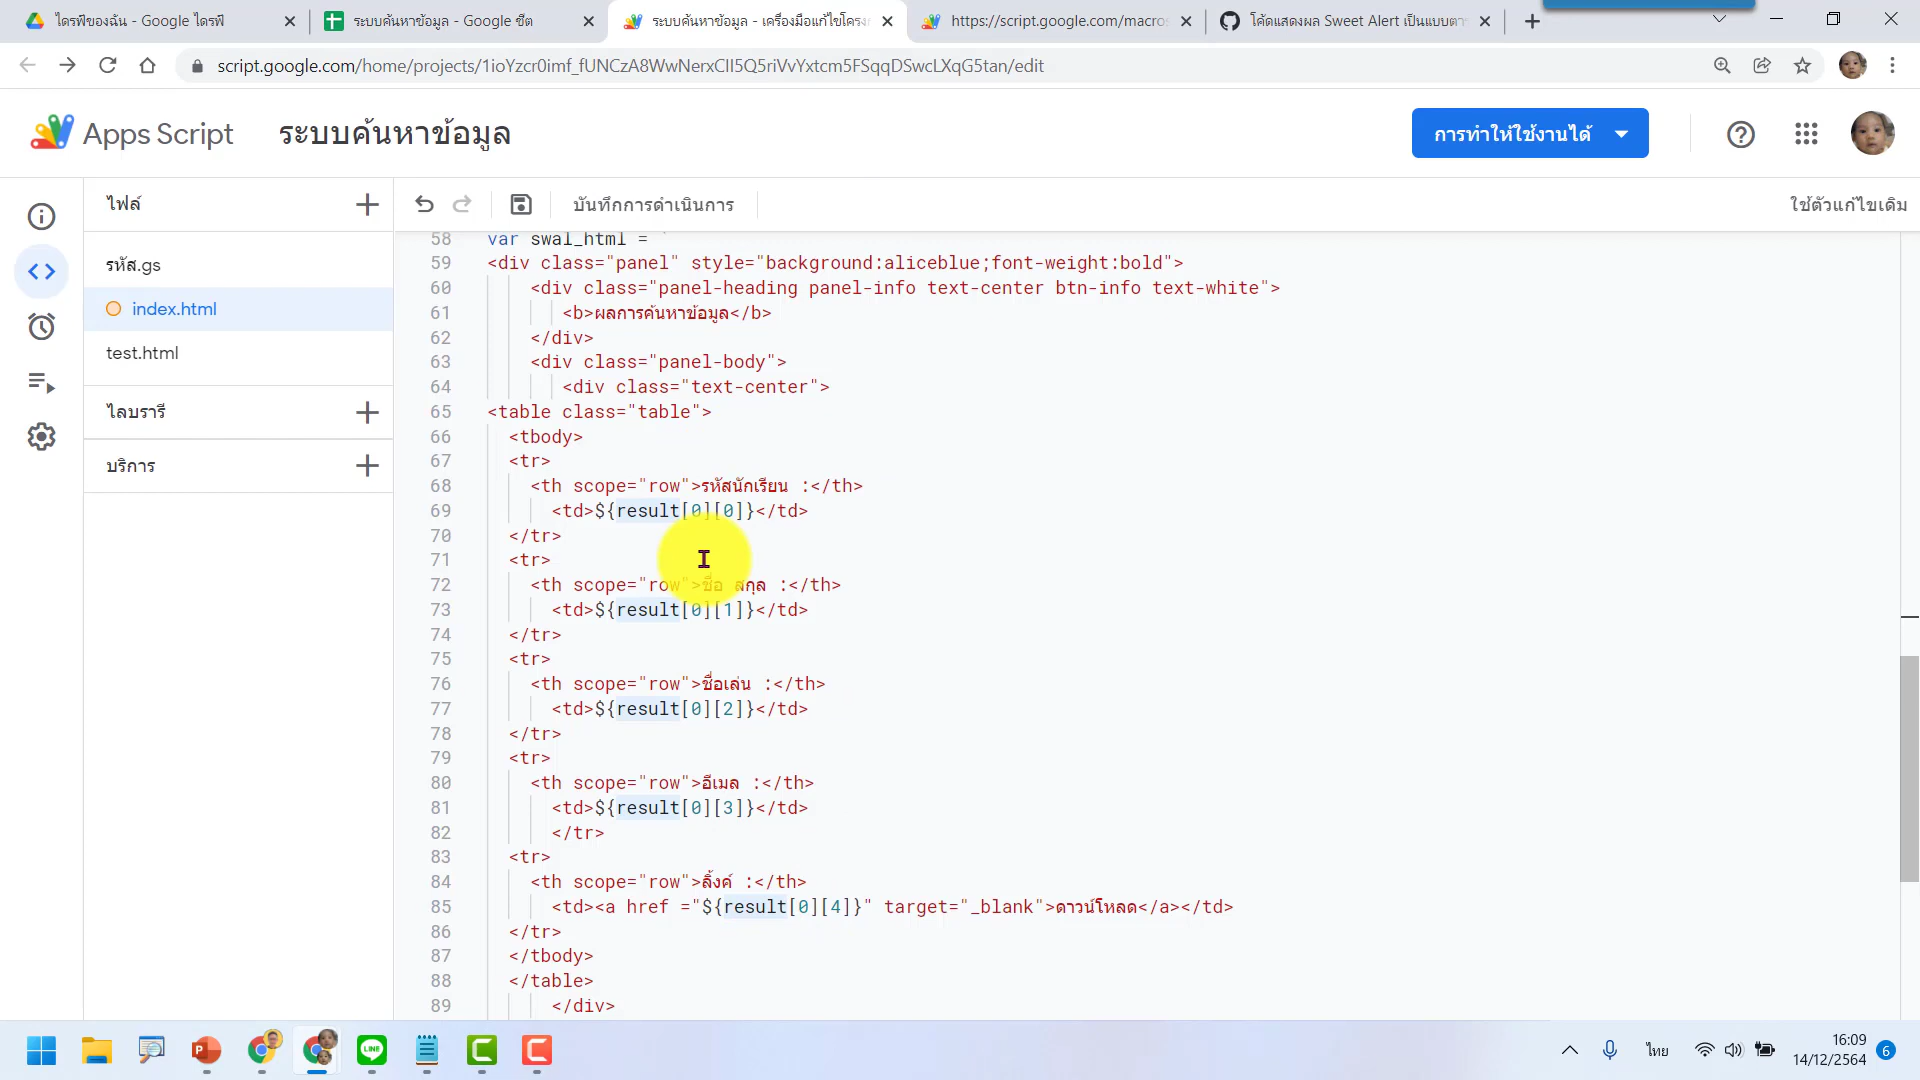 ไดรฟ์ของฉัน - Google ไดรฟ์
ระบบค้นหาข้อมูล - Google ชีต
ระบบค้นหาข้อมูล - เครื่องมือแก้ไขโครง
https://script.google.com/macros
โค้ดแสดงผล Sweet Alert เป็นแบบตา
script.google.com/home/projects/1ioYzcr0imf_fUNCzA8WwNerxCII5Q5riVvYxtcm5FSqqDSwcLXqG5tan/edit
Apps Script
ระบบค้นหาข้อมูล
การทำให้ใช้งานได้
ไฟล์
บันทึกการดำเนินการ
ใช้ตัวแก้ไขเดิม
รหัส.gs
index.html
test.html
ไลบรารี
บริการ
58 var swal_html = `
59 <div class="panel" style="background:aliceblue;font-weight:bold">
60 <div class="panel-heading panel-info text-center btn-info text-white">
61 <b>ผลการค้นหาข้อมูล</b>
62 </div>
63 <div class="panel-body">
64 <div class="text-center">
65 <table class="table">
66 <tbody>
67 <tr>
68 <th scope="row">รหัสนักเรียน :</th>
69 <td>${result[0][0]}</td>
70 </tr>
71 <tr>
72 <th scope="row">ชื่อ สกุล :</th>
73 <td>${result[0][1]}</td>
74 </tr>
75 <tr>
76 <th scope="row">ชื่อเล่น :</th>
77 <td>${result[0][2]}</td>
78 </tr>
79 <tr>
80 <th scope="row">อีเมล :</th>
81 <td>${result[0][3]}</td>
82 </tr>
83 <tr>
84 <th scope="row">ลิ้งค์ :</th>
85 <td><a href ="${result[0][4]}" target="_blank">ดาวน์โหลด</a></td>
86 </tr>
87 </tbody>
88 </table>
89 </div>
LINE
ไทย
16:09
14/12/2564
6